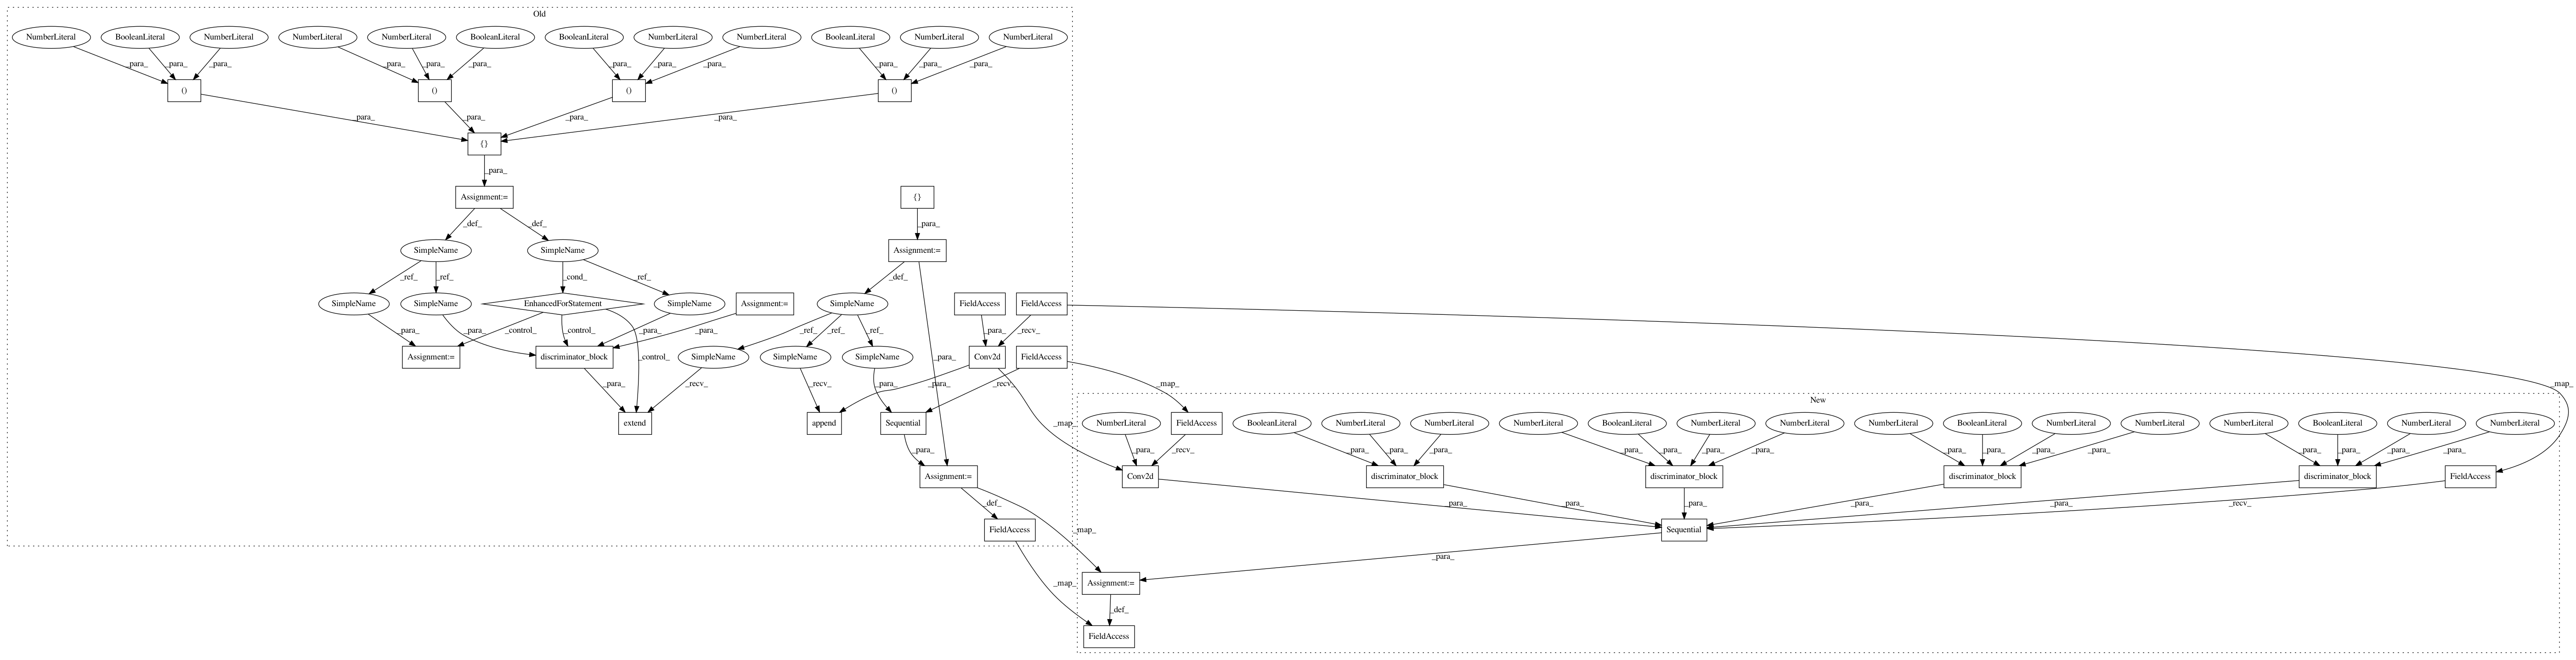 Old
NumberLiteral BooleanLiteral NumberLiteral NumberLiteral NumberLiteral BooleanLiteral BooleanLiteral NumberLiteral NumberLiteral BooleanLiteral NumberLiteral NumberLiteral
_para_ _para_ _para_ _para_ _para_ _para_ _para_ _para_ _para_ _para_ _para_ _para_
() () () ()
_para_ _para_ _para_ _para_
{}
_para_
Assignment:= {}
_def_ _def_ _para_
SimpleName SimpleName Assignment:=
_ref_ _ref_ _cond_ _ref_ _def_
SimpleName SimpleName EnhancedForStatement SimpleName Assignment:= SimpleName FieldAccess FieldAccess
_para_ _para_ _control_ _control_ _para_ _para_ _control_ _ref_ _ref_ _ref_ _para_ _para_ _recv_
Assignment:= discriminator_block SimpleName SimpleName SimpleName Conv2d FieldAccess
_para_ _recv_ _recv_ _para_ _para_ _recv_ _map_ _map_
New
extend append Sequential _map_ NumberLiteral FieldAccess BooleanLiteral NumberLiteral NumberLiteral NumberLiteral BooleanLiteral NumberLiteral NumberLiteral NumberLiteral BooleanLiteral NumberLiteral NumberLiteral NumberLiteral BooleanLiteral NumberLiteral NumberLiteral
_para_ _para_ _recv_ _para_ _para_ _para_ _para_ _para_ _para_ _para_ _para_ _para_ _para_ _para_ _para_ _para_ _para_ _para_
Assignment:= Conv2d discriminator_block discriminator_block discriminator_block discriminator_block FieldAccess
_def_ _para_ _para_ _para_ _para_ _para_ _recv_
FieldAccess _map_ Sequential
_para_
_map_ Assignment:=
_def_
FieldAccess